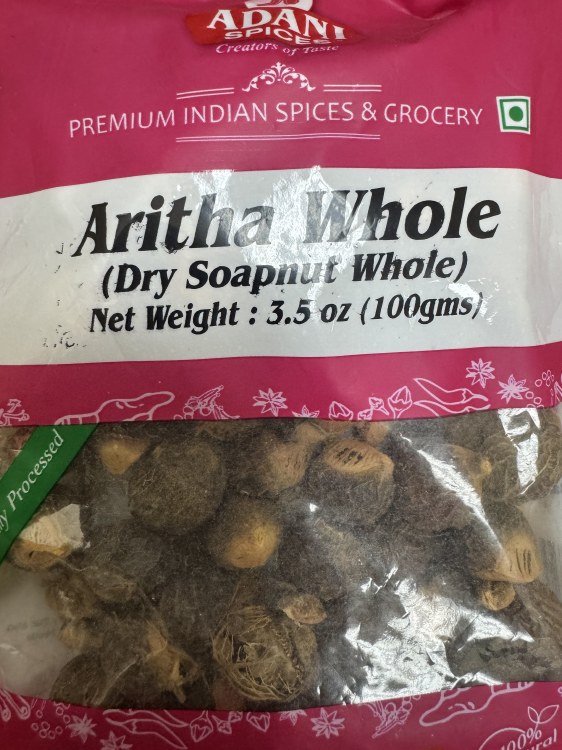 ADANI
SPICES
Creators of Taste
PREMIUM INDIAN SPICES & GROCERY
Aritha Whole
(Dry Soapnut Whole)
Net Weight : 3.5 oz (100gms)
Processed
100%